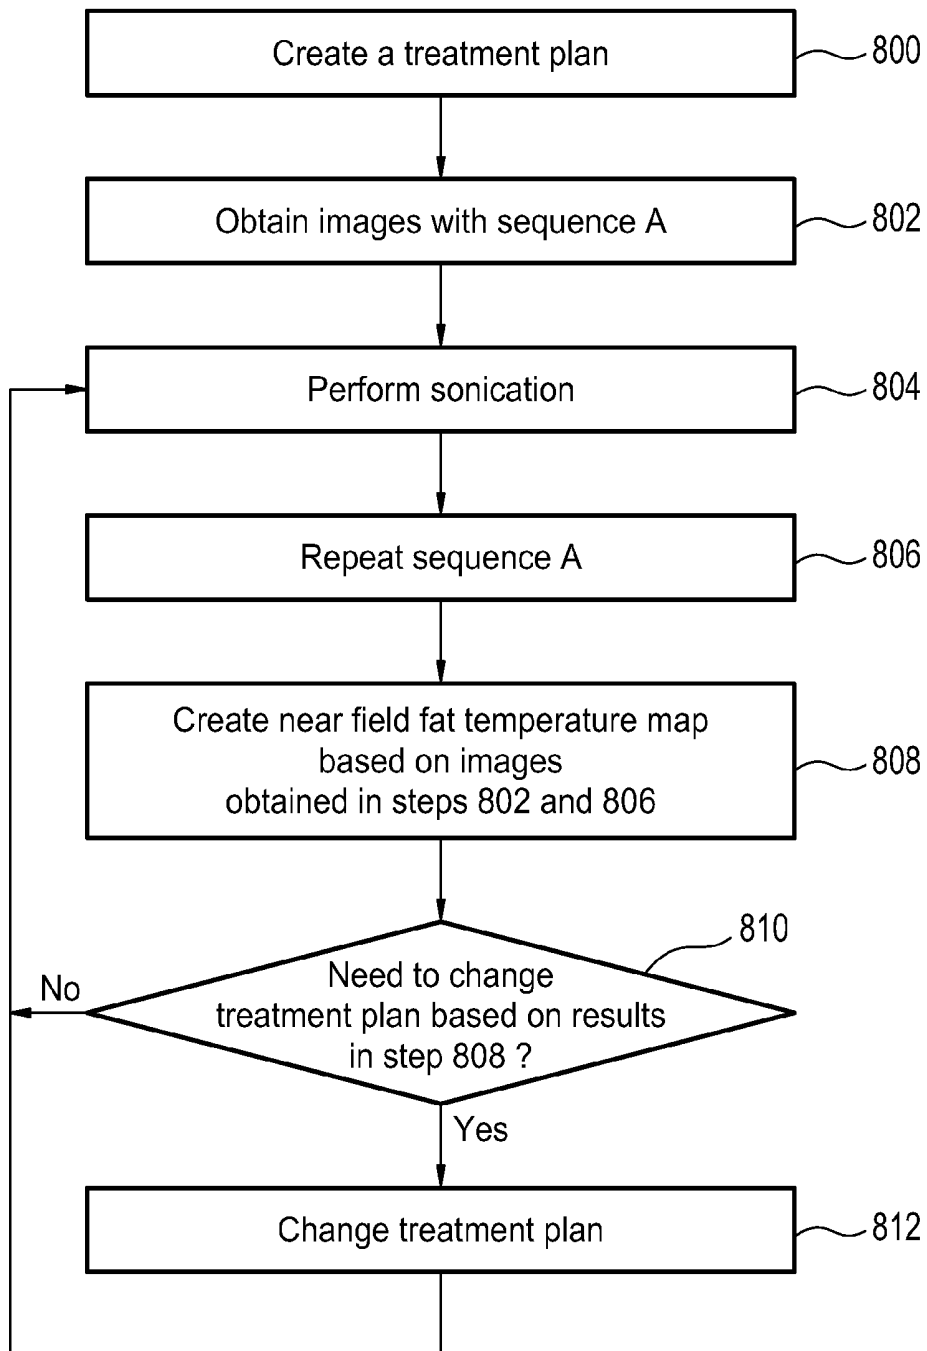 Create a treatment plan
800
Obtain images with sequence A
802
Perform sonication
804
Repeat sequence A
806
Create near field fat temperature map
based on images
obtained in steps 802 and 806
808
810
Need to change
treatment plan based on results
in step 808 ?
No
Yes
Change treatment plan
812